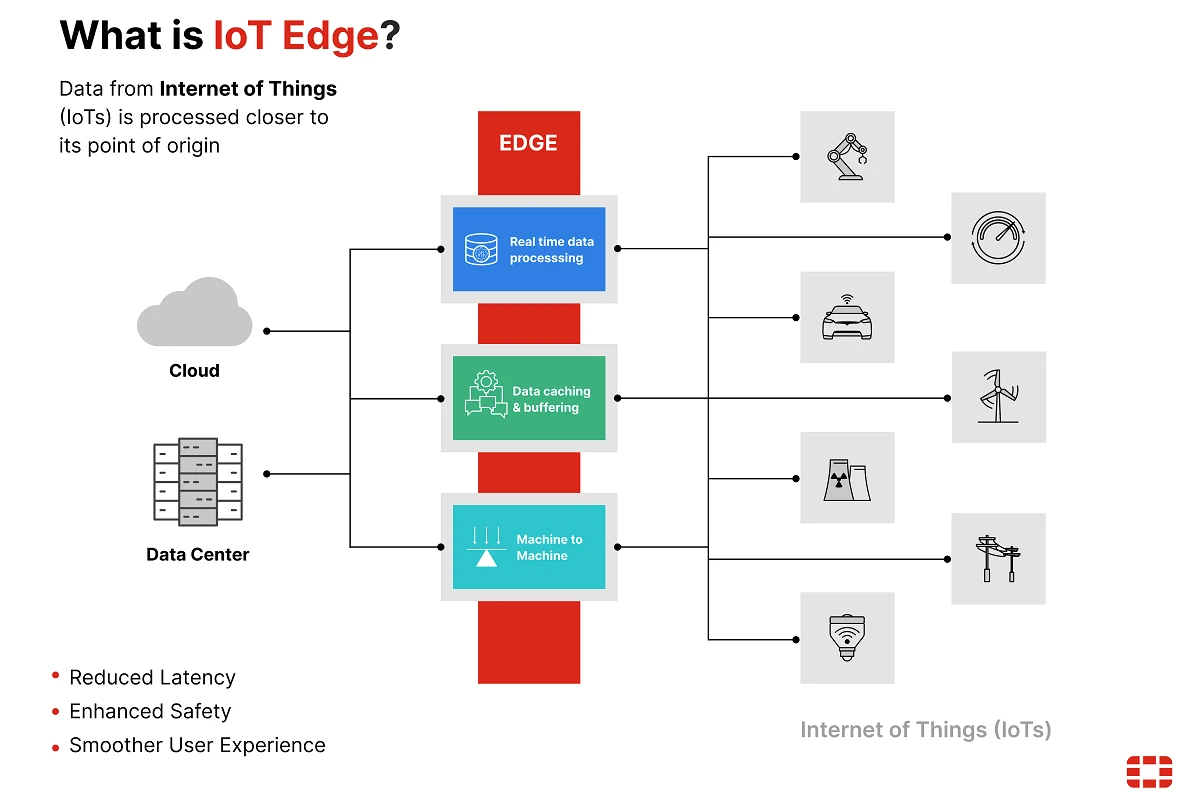 What is IoT Edge?
Data from Internet of Things
(IoTs) is processed closer to
its point of origin
EDGE
Real time data
processsing
Data caching
& buffering
Machine to
Machine
Cloud
Data Center
Reduced Latency
Enhanced Safety
Smoother User Experience
Internet of Things (IoTs)